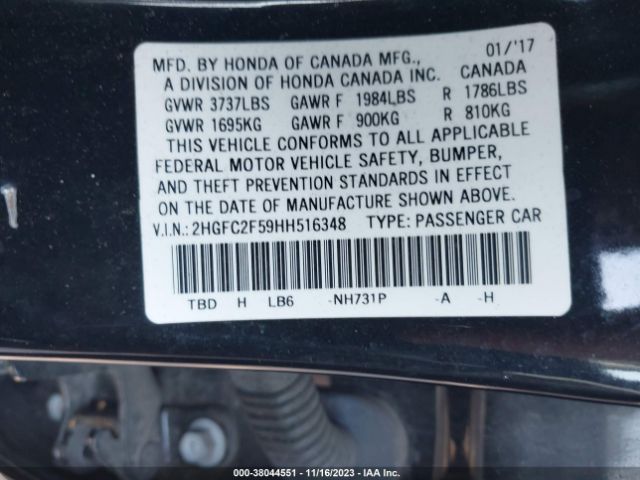 MFD. BY HONDA OF CANADA MFG., 01/'17
A DIVISION OF HONDA CANADA INC. CANADA
GVWR 3737LBS GAWR F 1984LBS R 1786LBS
GVWR 1695KG GAWR F 900KG R 810KG
THIS VEHICLE CONFORMS TO ALL APPLICABLE
FEDERAL MOTOR VEHICLE SAFETY, BUMPER,
AND THEFT PREVENTION STANDARDS IN EFFECT
ON THE DATE OF MANUFACTURE SHOWN ABOVE.
V.I.N.: 2HGFC2F59HH516348 TYPE: PASSENGER CAR
TBD H LB6 -NH731P -A -H
000-38044551 - 11/16/2023 - IAA Inc.